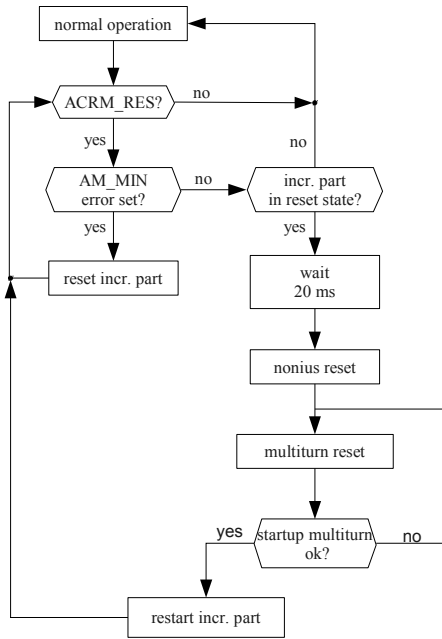 normal operation
ACRM_RES?
no
yes
no
AM_MIN
error set?
no
incr. part
in reset state?
yes
yes
reset incr. part
wait
20 ms
nonius reset
multiturn reset
yes
startup multiturn
ok?
no
restart incr. part